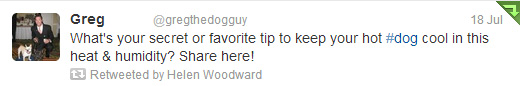 Greg @gregthedogguy 18 Jul
What's your secret or favorite tip to keep your hot #dog cool in this
heat & humidity? Share here!
Retweeted by Helen Woodward